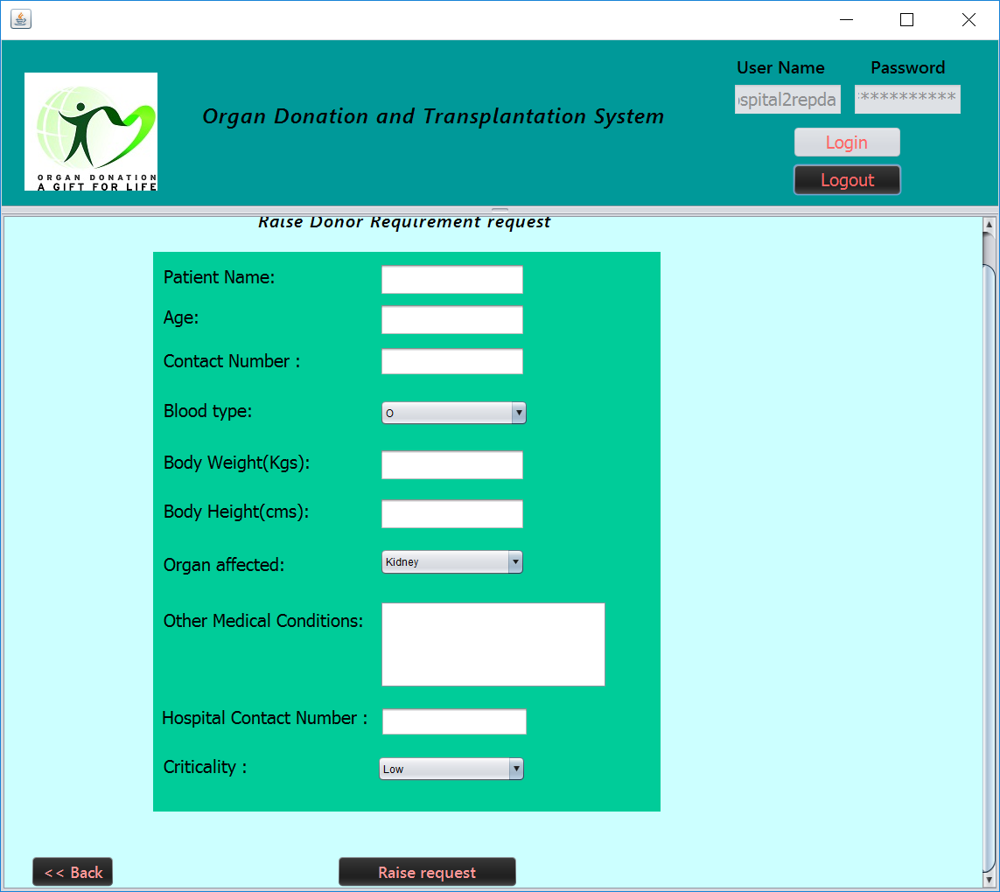 User Name Password
ospital2repda ***********
Organ Donation and Transplantation System
Login
Logout
ORGAN DONATION
A GIFT FOR LIFE
Raise Donor Requirement request
Patient Name:
Age:
Contact Number :
Blood type: O
Body Weight(Kgs):
Body Height(cms):
Organ affected: Kidney
Other Medical Conditions:
Hospital Contact Number :
Criticality : Low
<< Back Raise request